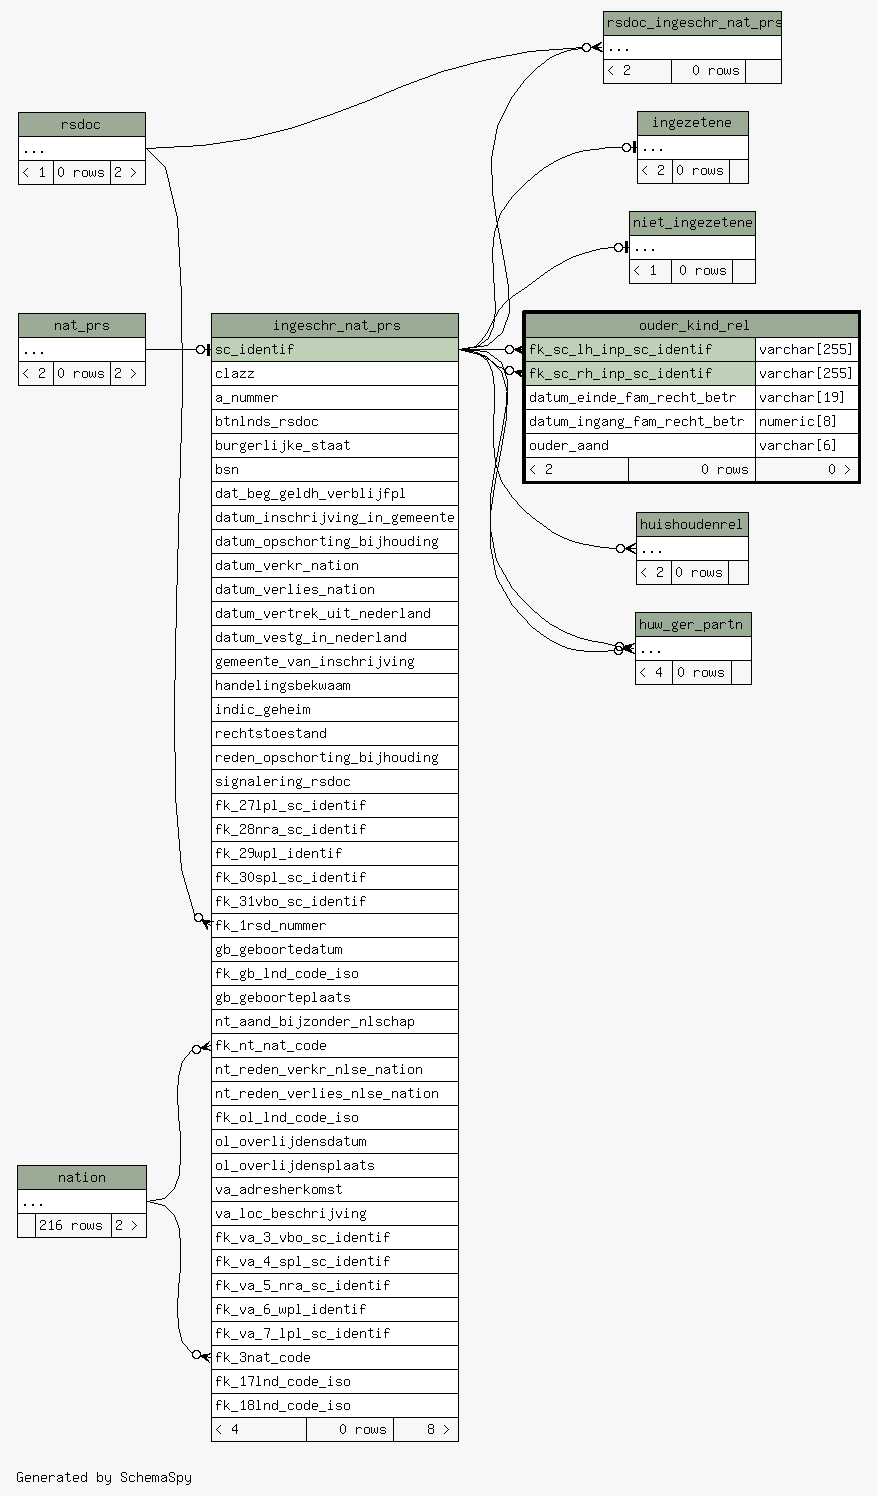 rsdoc_ingeschr_nat_prs
...
< 2 0 rows
rsdoc
...
< 1 0 rows 2 >
ingezetene
...
< 2 0 rows
niet_ingezetene
...
< 1 0 rows
nat_prs
...
< 2 0 rows 2 >
ingeschr_nat_prs
sc_identif
clazz
a_nummer
btnlnds_rsdoc
burgerlijke_staat
bsn
dat_beg_geldh_verblijfpl
datum_inschrijving_in_gemeente
datum_opschorting_bijhouding
datum_verkr_nation
datum_verlies_nation
datum_vertrek_uit_nederland
datum_vestg_in_nederland
gemeente_van_inschrijving
handelingsbekwaam
indic_geheim
rechtstoestand
reden_opschorting_bijhouding
signalering_rsdoc
fk_27lpl_sc_identif
fk_28nra_sc_identif
fk_29wpl_identif
fk_30spl_sc_identif
fk_31vbo_sc_identif
fk_1rsd_nummer
gb_geboortedatum
fk_gb_lnd_code_iso
gb_geboorteplaats
nt_aand_bijzonder_nlschap
fk_nt_nat_code
nt_reden_verkr_nlse_nation
nt_reden_verlies_nlse_nation
fk_ol_lnd_code_iso
ol_overlijdensdatum
ol_overlijdensplaats
va_adresherkomst
va_loc_beschrijving
fk_va_3_vbo_sc_identif
fk_va_4_spl_sc_identif
fk_va_5_nra_sc_identif
fk_va_6_wpl_identif
fk_va_7_lpl_sc_identif
fk_3nat_code
fk_17lnd_code_iso
fk_18lnd_code_iso
< 4 0 rows 8 >
ouder_kind_rel
fk_sc_lh_inp_sc_identif varchar[255]
fk_sc_rh_inp_sc_identif varchar[255]
datum_einde_fam_recht_betr varchar[19]
datum_ingang_fam_recht_betr numeric[8]
ouder_aand varchar[6]
< 2 0 rows 0 >
huishoudenrel
...
< 2 0 rows
huw_ger_partn
...
< 4 0 rows
nation
...
216 rows 2 >
Generated by SchemaSpy